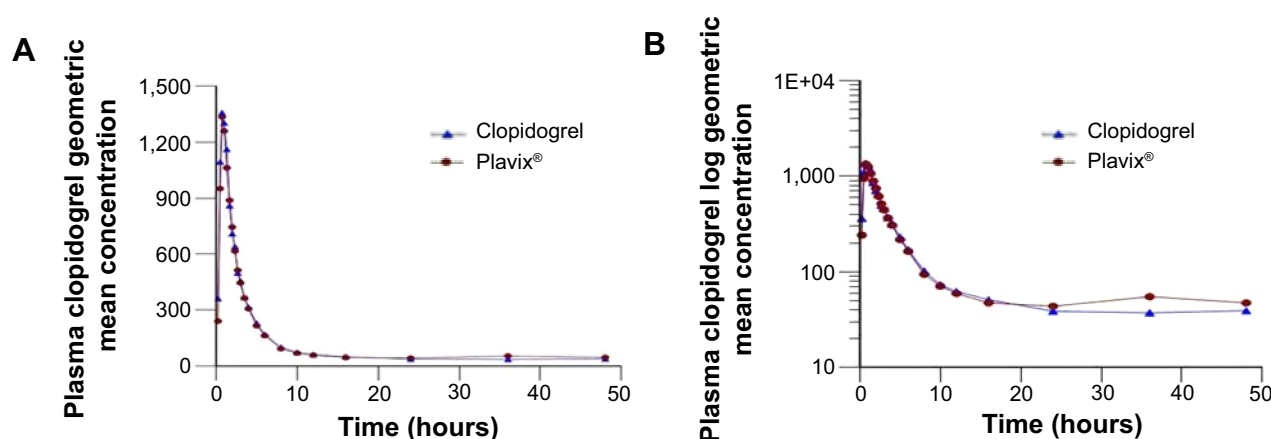 A
Plasma clopidogrel geometric
mean concentration
1,500
1,200
900
600
300
0
Clopidogrel
Plavix®
0
10
20
30
40
50
Time (hours)
B
Plasma clopidogrel log geometric
mean concentration
1E+04
1,000
100
10
Clopidogrel
Plavix®
0
10
20
30
40
50
Time (hours)